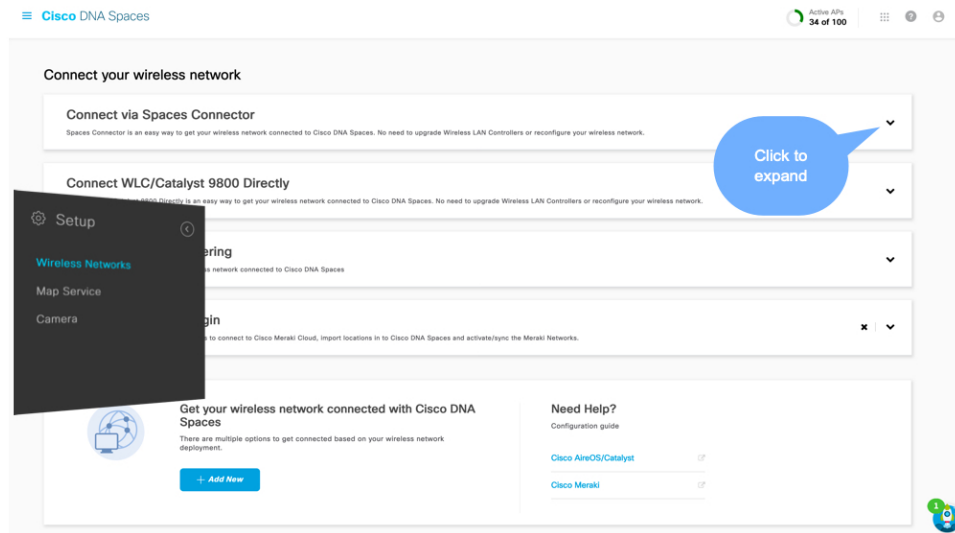 Cisco DNA Spaces
Active APs
34 of 100
Connect your wireless network
Connect via Spaces Connector
Spaces Connector is an easy way to get your wireless network connected to Cisco DNA Spaces. No need to upgrade Wireless LAN Controllers or reconfigure your wireless network.
Click to
expand
Connect WLC/Catalyst 9800 Directly
9800 Directly is an easy way to get your wireless network connected to Cisco DNA Spaces. No need to upgrade Wireless LAN Controllers or reconfigure your wireless network.
Setup
Wireless Networks
Map Service
Camera
ering
network connected to Cisco DNA Spaces
gin
to connect to Cisco Meraki Cloud, import locations in to Cisco DNA Spaces and activate/sync the Meraki Networks.
Get your wireless network connected with Cisco DNA
Spaces
There are multiple options to get connected based on your wireless network
deployment.
+ Add New
Need Help?
Configuration guide
Cisco AireOS/Catalyst
Cisco Meraki
1